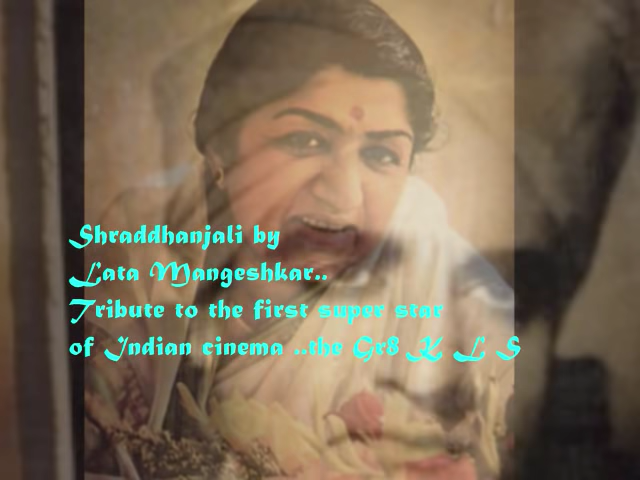 Shraddhanjali by
Lata Mangeshkar..
Tribute to the first super star
of Indian cinema ..the Gr8 K L S